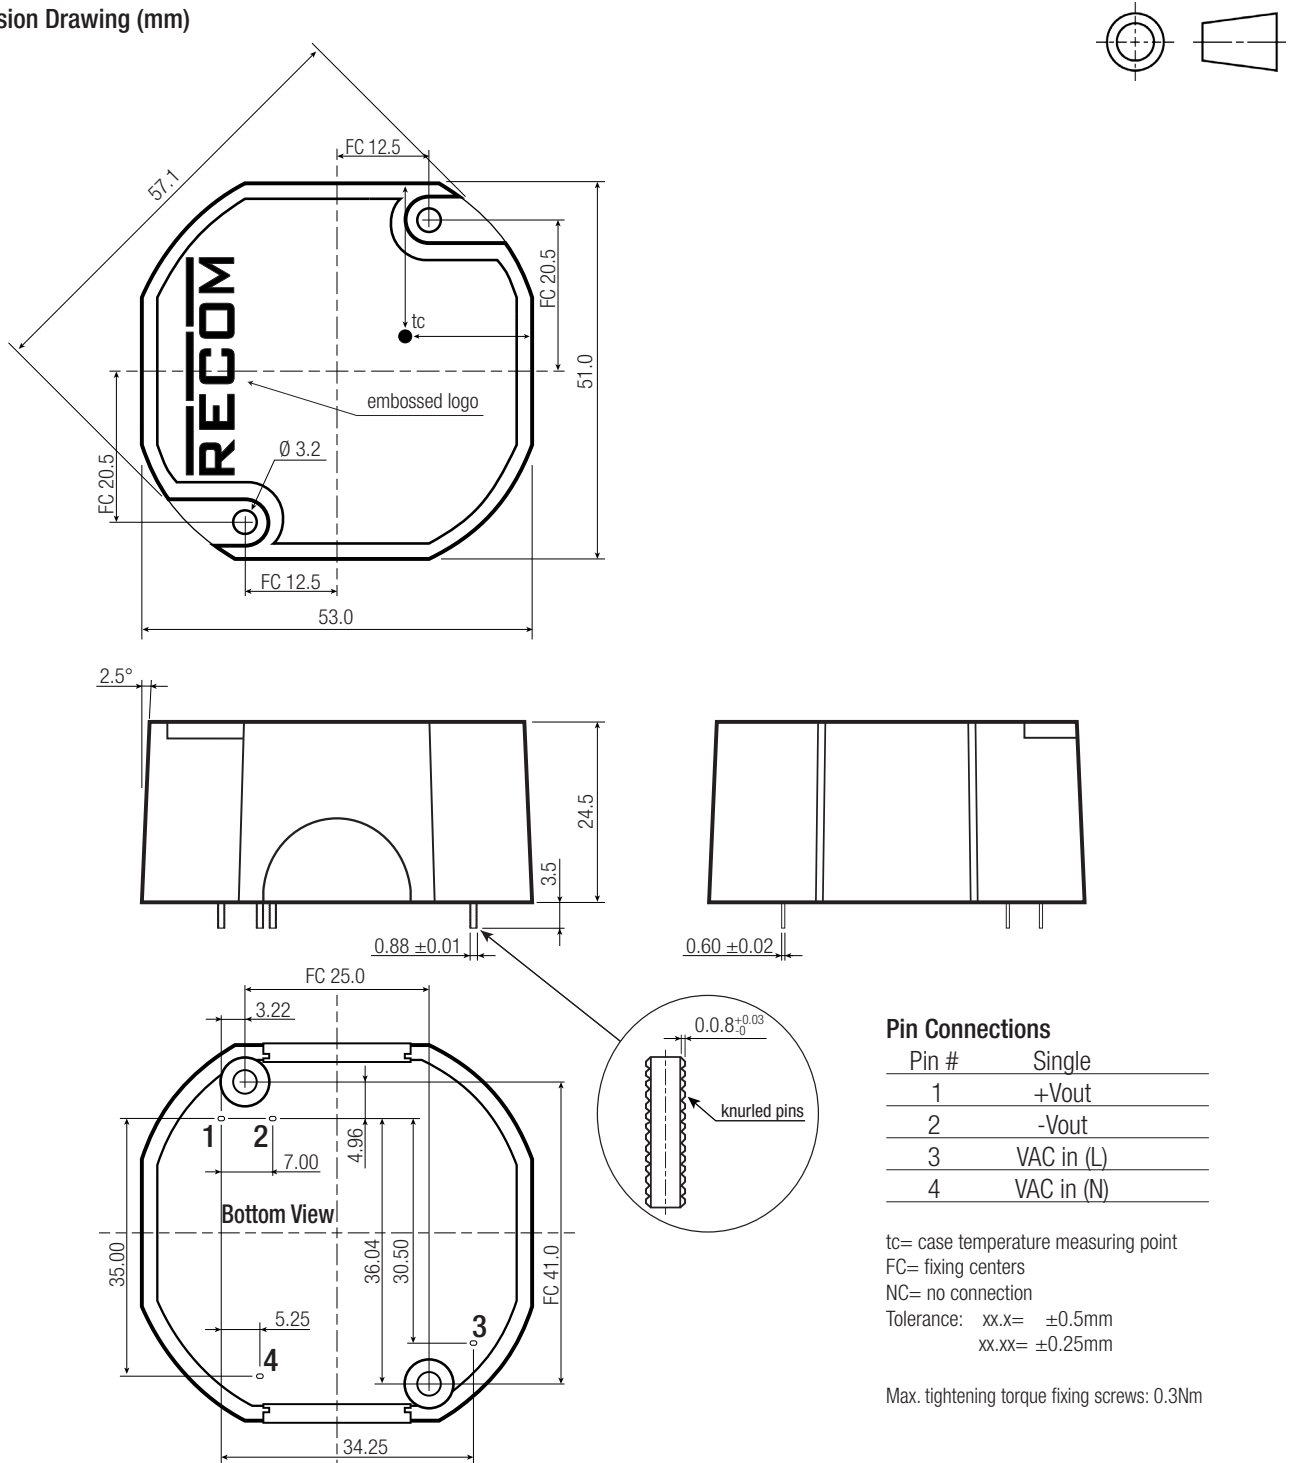 sion Drawing (mm)
FC 12.5
57.1
FC 20.5
tc
51.0
RECOM
embossed logo
FC 20.5
Ø 3.2
FC 12.5
53.0
2.5°
24.5
3.5
0.88 ±0.01
0.60 ±0.02
FC 25.0
3.22
0.0.8 +0.03 -0
knurled pins
1
2
7.00
4.96
Bottom View
35.00
36.04
30.50
FC 41.0
5.25
3
4
34.25
Pin Connections
Pin # Single
1 +Vout
2 -Vout
3 VAC in (L)
4 VAC in (N)
tc= case temperature measuring point
FC= fixing centers
NC= no connection
Tolerance: xx.x= ±0.5mm
xx.xx= ±0.25mm
Max. tightening torque fixing screws: 0.3Nm